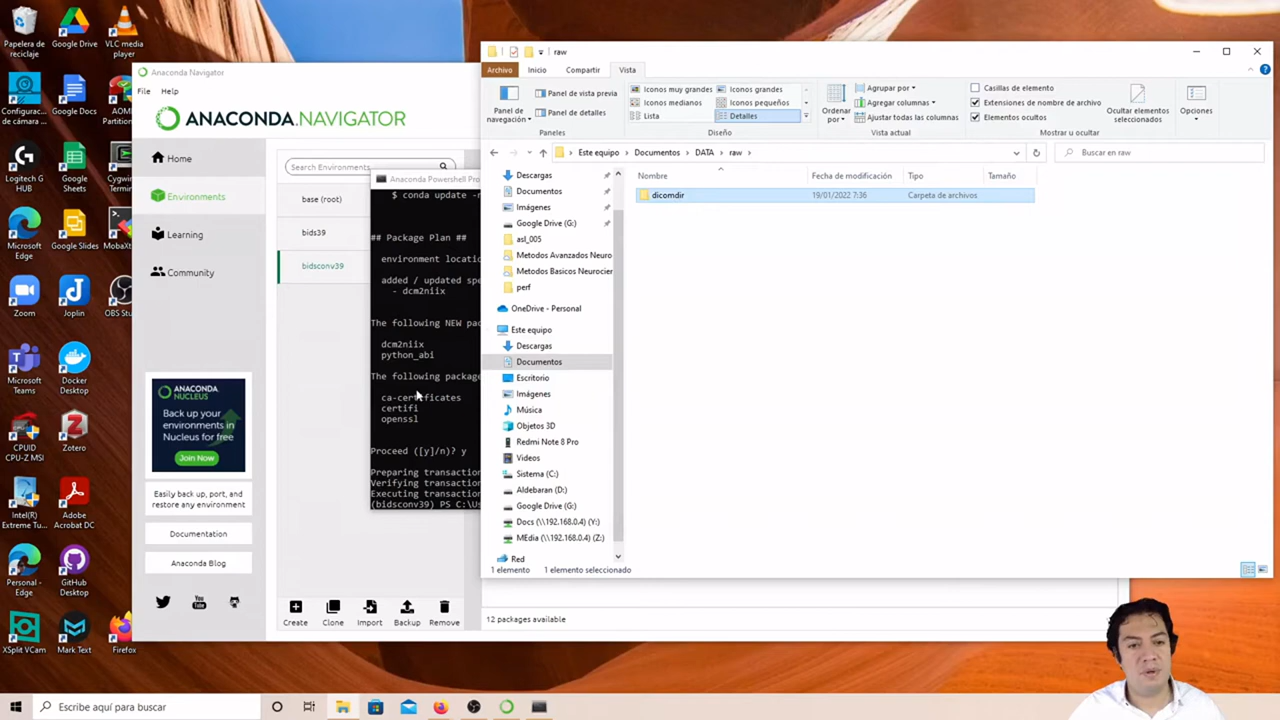 Papelera de reciclaje
Google Drive
VLC media player
Configurac... de cámara ...
Google Docs
AOM Partition
Logitech G HUB
Google Sheets
Cygwin Termin
Microsoft Edge
Google Slides
MobaXt
Zoom
Joplin
OBS Stu
Microsoft Teams
Docker Desktop
CPUID CPU-Z MSI
Zotero
Intel(R) Extreme Tu...
Adobe Acrobat DC
Personal - Edge
GitHub Desktop
XSplit VCam
Mark Text
Firefox
Anaconda Navigator
File Help
ANACONDA.NAVIGATOR
Home
Environments
Learning
Community
ANACONDA NUCLEUS
Back up your environments in Nucleus for free
Join Now
Easily back up, port, and restore any environment
Documentation
Anaconda Blog
You Tube
Search Environments
base (root)
bids39
bidsconv39
Create
Clone
Import
Backup
Remove
12 packages available
Anaconda Powershell Pro
$ conda update -n
## Package Plan ##
environment locatio
added / updated spe
- dcm2niix
The following NEW pac
dcm2niix
python_abi
The following package
ca-certificates
certifi
openssl
Proceed ([y]/n)? y
Preparing transaction
Verifying transaction
Executing transaction
(bidsconv39) PS C:\Us
raw
Archivo Inicio Compartir Vista
Panel de navegación
Panel de vista previa
Panel de detalles
Paneles
Iconos muy grandes
Iconos grandes
Iconos medianos
Iconos pequeños
Lista
Detalles
Diseño
Ordenar por
Agrupar por
Agregar columnas
Ajustar todas las columnas
Vista actual
Casillas de elemento
Extensiones de nombre de archivo
Elementos ocultos
Ocultar elementos seleccionados
Mostrar u ocultar
Opciones
Este equipo > Documentos > DATA > raw >
Buscar en raw
Nombre
Fecha de modificación
Tipo
Tamaño
dicomdir
19/01/2022 7:36
Carpeta de archivos
Descargas
Documentos
Imágenes
Google Drive (G:)
asl_005
Metodos Avanzados Neuro
Metodos Basicos Neurocier
perf
OneDrive - Personal
Este equipo
Descargas
Documentos
Escritorio
Imágenes
Música
Objetos 3D
Redmi Note 8 Pro
Videos
Sistema (C:)
Aldebaran (D:)
Google Drive (G:)
Docs (\\192.168.0.4) (Y:)
MEdia (\\192.168.0.4) (Z:)
Red
1 elemento
1 elemento seleccionado
Escribe aquí para buscar